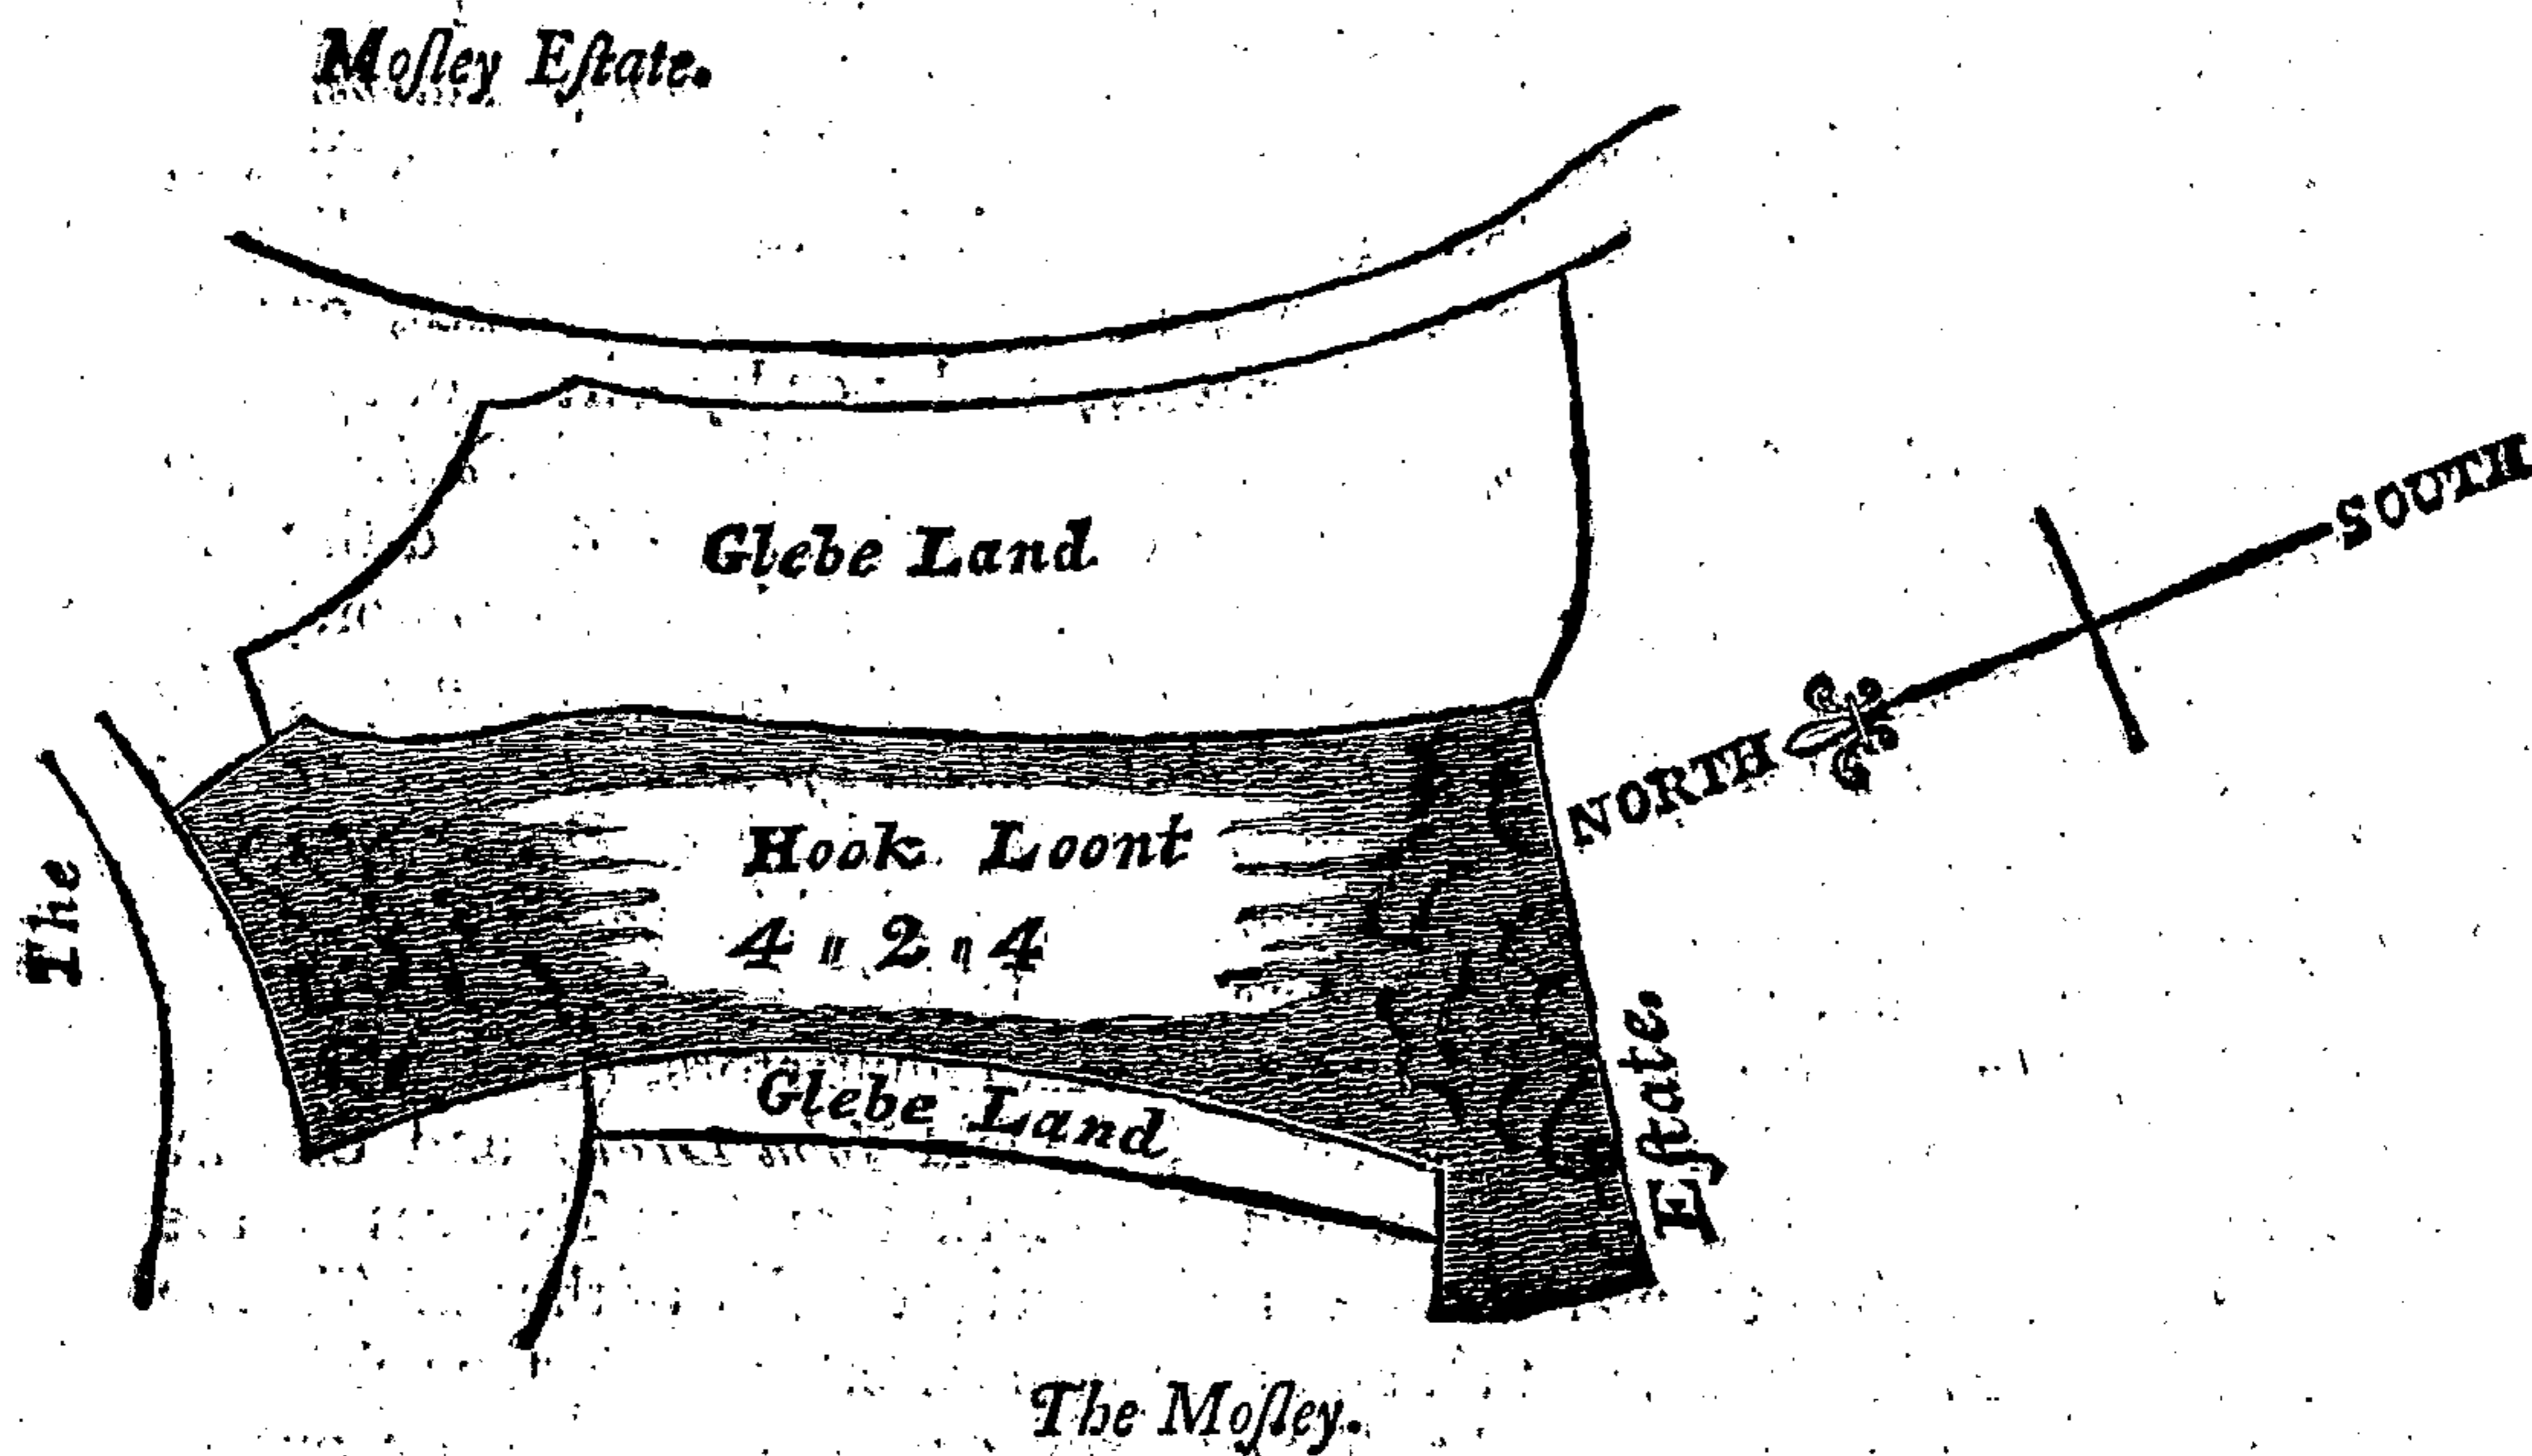 Moſley Eſtate.
Glebe Land
SOUTH
NORTH
The
Hook Loont
4 " 2 " 4
Glebe Land
Eſtate.
The Moſley.